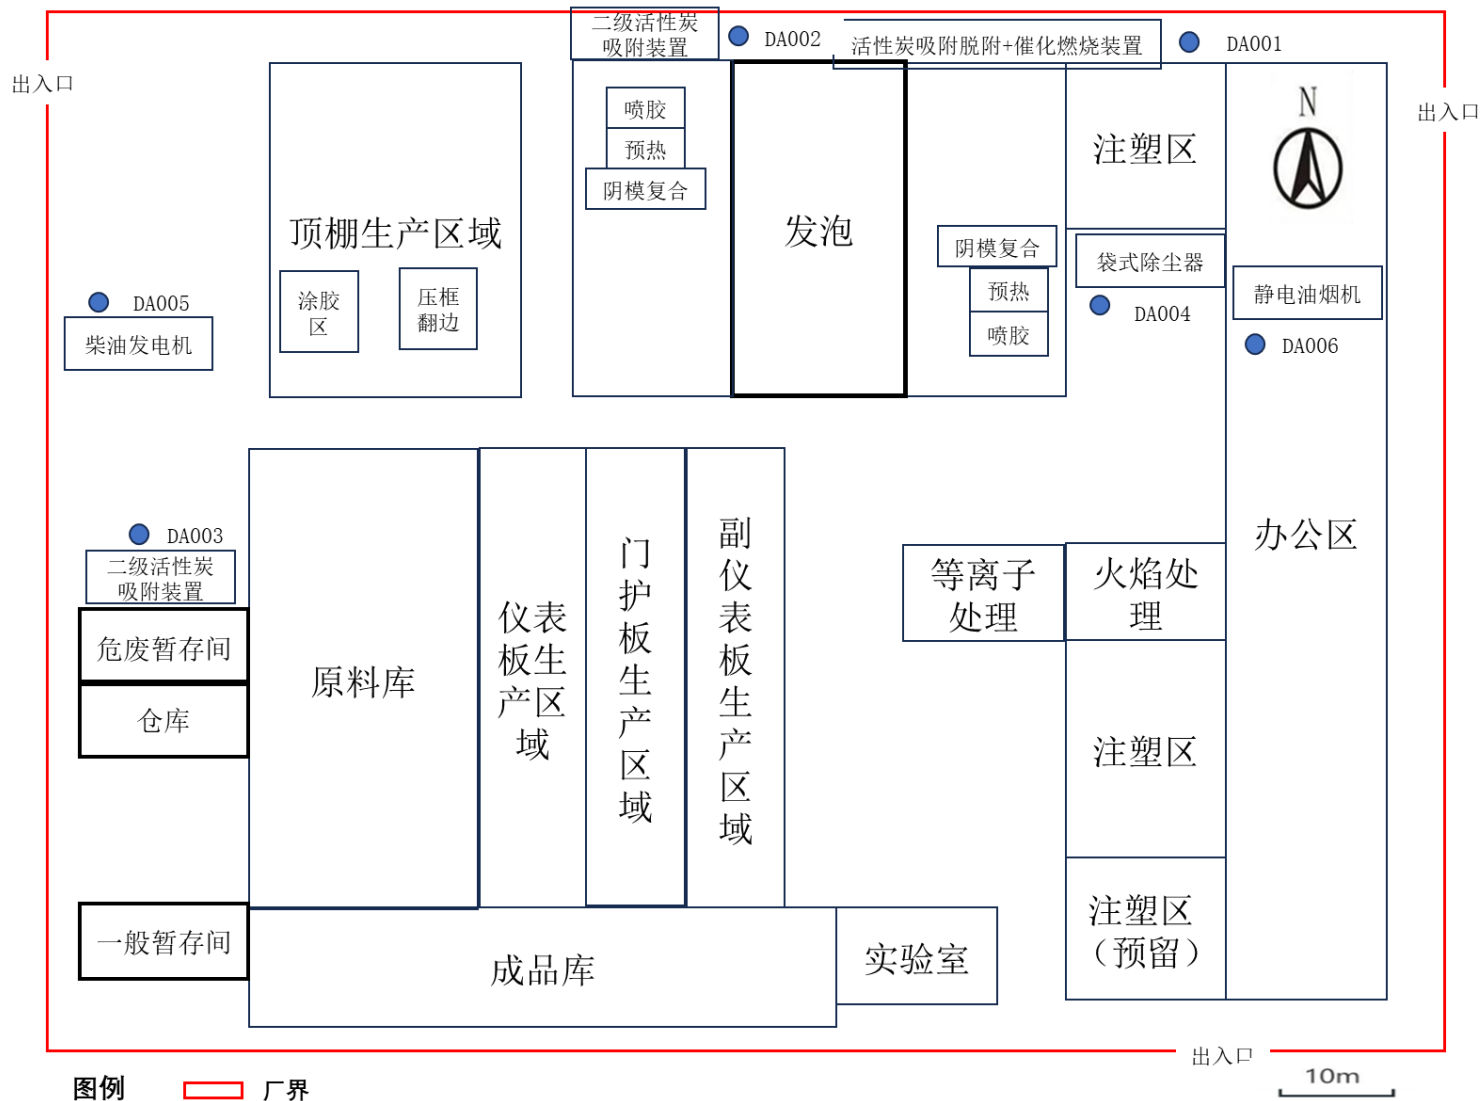 二级活性炭
吸附装置
DA002
活性炭吸附脱附+催化燃烧装置
DA001
出入口
出入口
N
喷胶
预热
阴模复合
注塑区
顶棚生产区域
发泡
阴模复合
预热
喷胶
袋式除尘器
DA004
静电油烟机
DA006
涂胶
区
压框
翻边
DA005
柴油发电机
DA003
二级活性炭
吸附装置
危废暂存间
仓库
原料库
仪表
板生
产区
域
门
护
板
生
产
区
域
副
仪
表
板
生
产
区
域
等离子
处理
火焰处
理
办公区
注塑区
注塑区
（预留）
一般暂存间
成品库
实验室
出入口
图例
厂界
10m